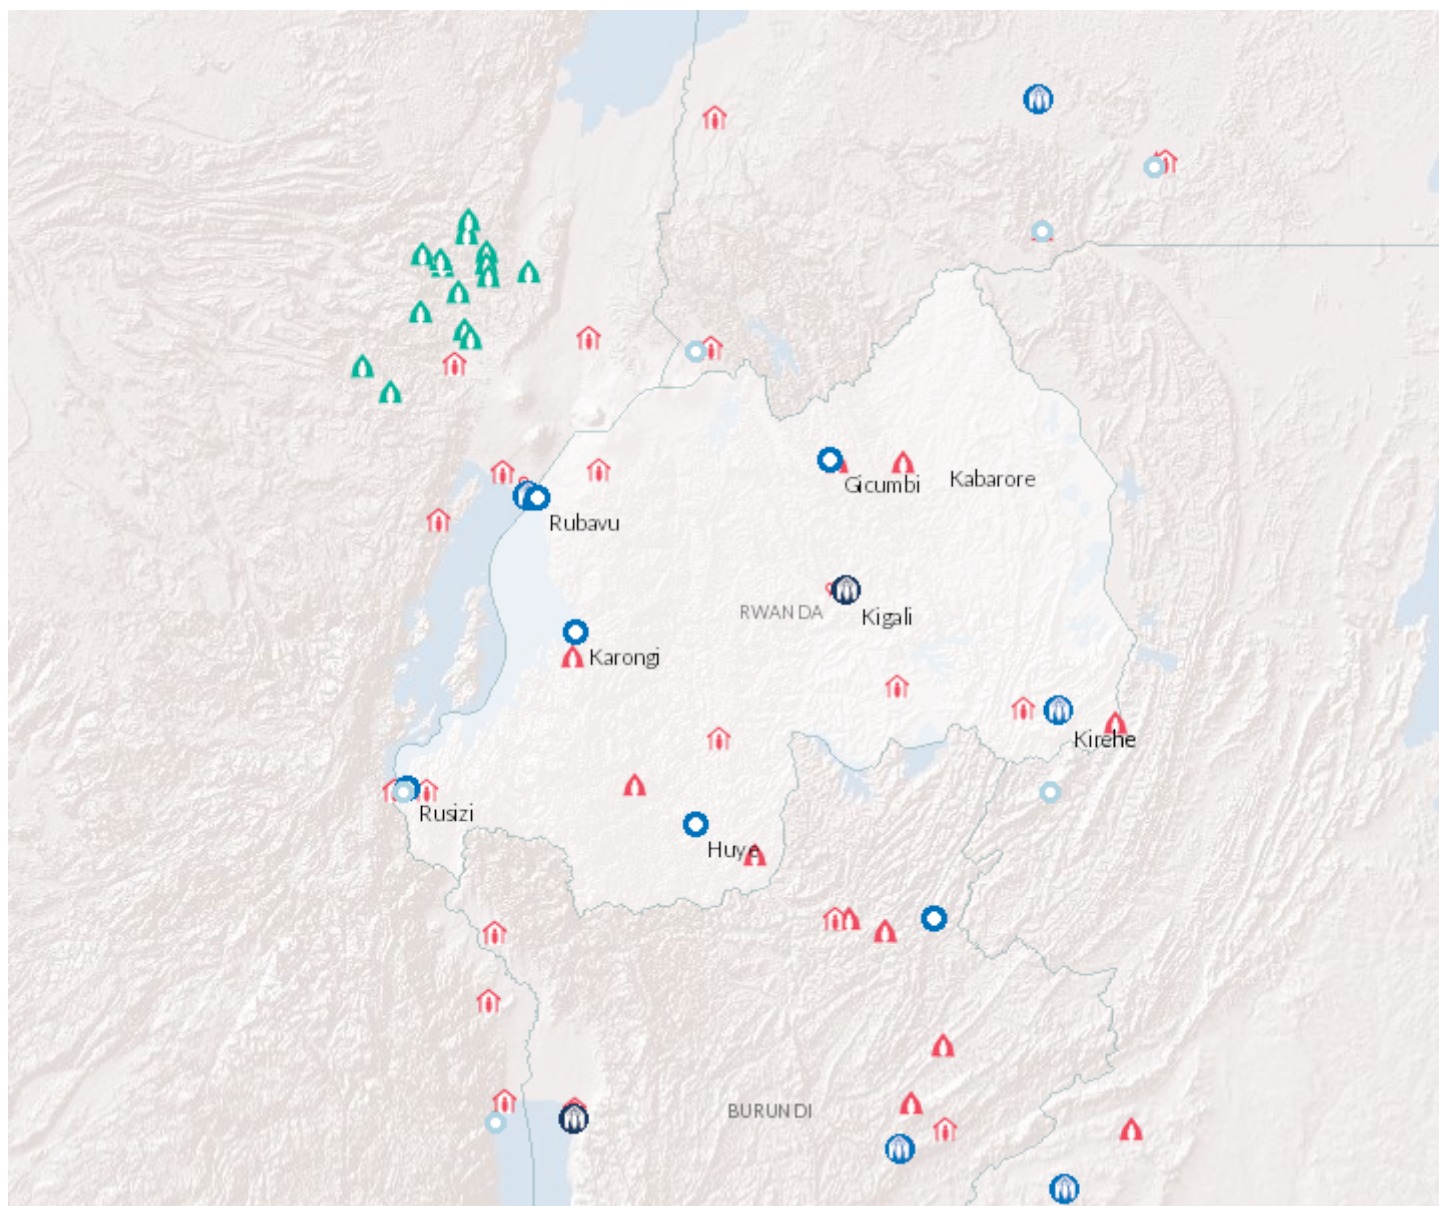 Kabarore
Gicumbi
Rubavu
RWANDA
Kigali
Karongi
Kirehe
Rusizi
Huye
BURUNDI